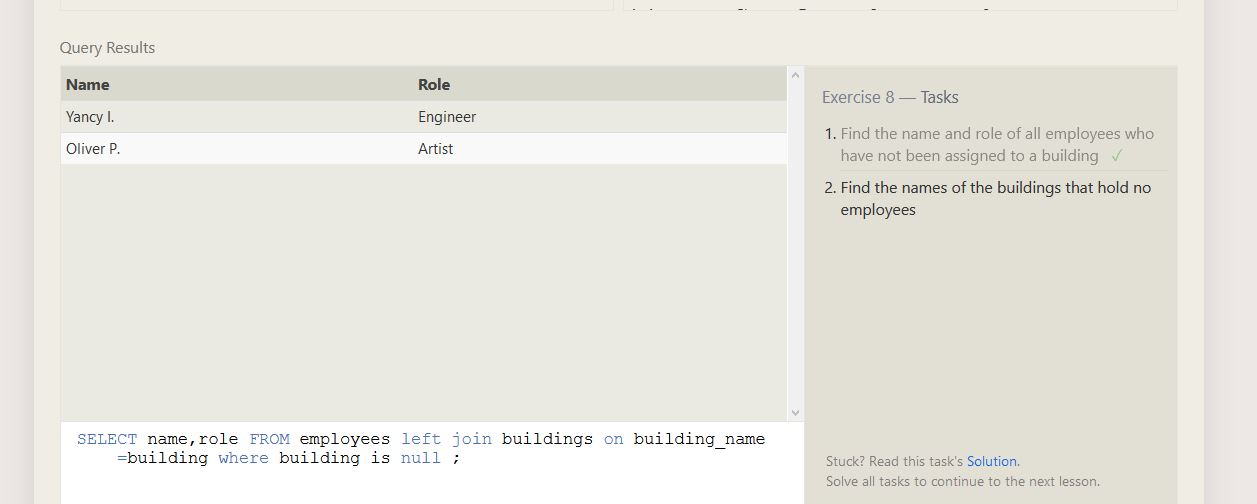 Query Results
Name Role
Yancy I. Engineer
Oliver P. Artist
SELECT name,role FROM employees left join buildings on building_name
=building where building is null ;
Exercise 8 — Tasks
1. Find the name and role of all employees who
have not been assigned to a building ✓
2. Find the names of the buildings that hold no
employees
Stuck? Read this task's Solution.
Solve all tasks to continue to the next lesson.